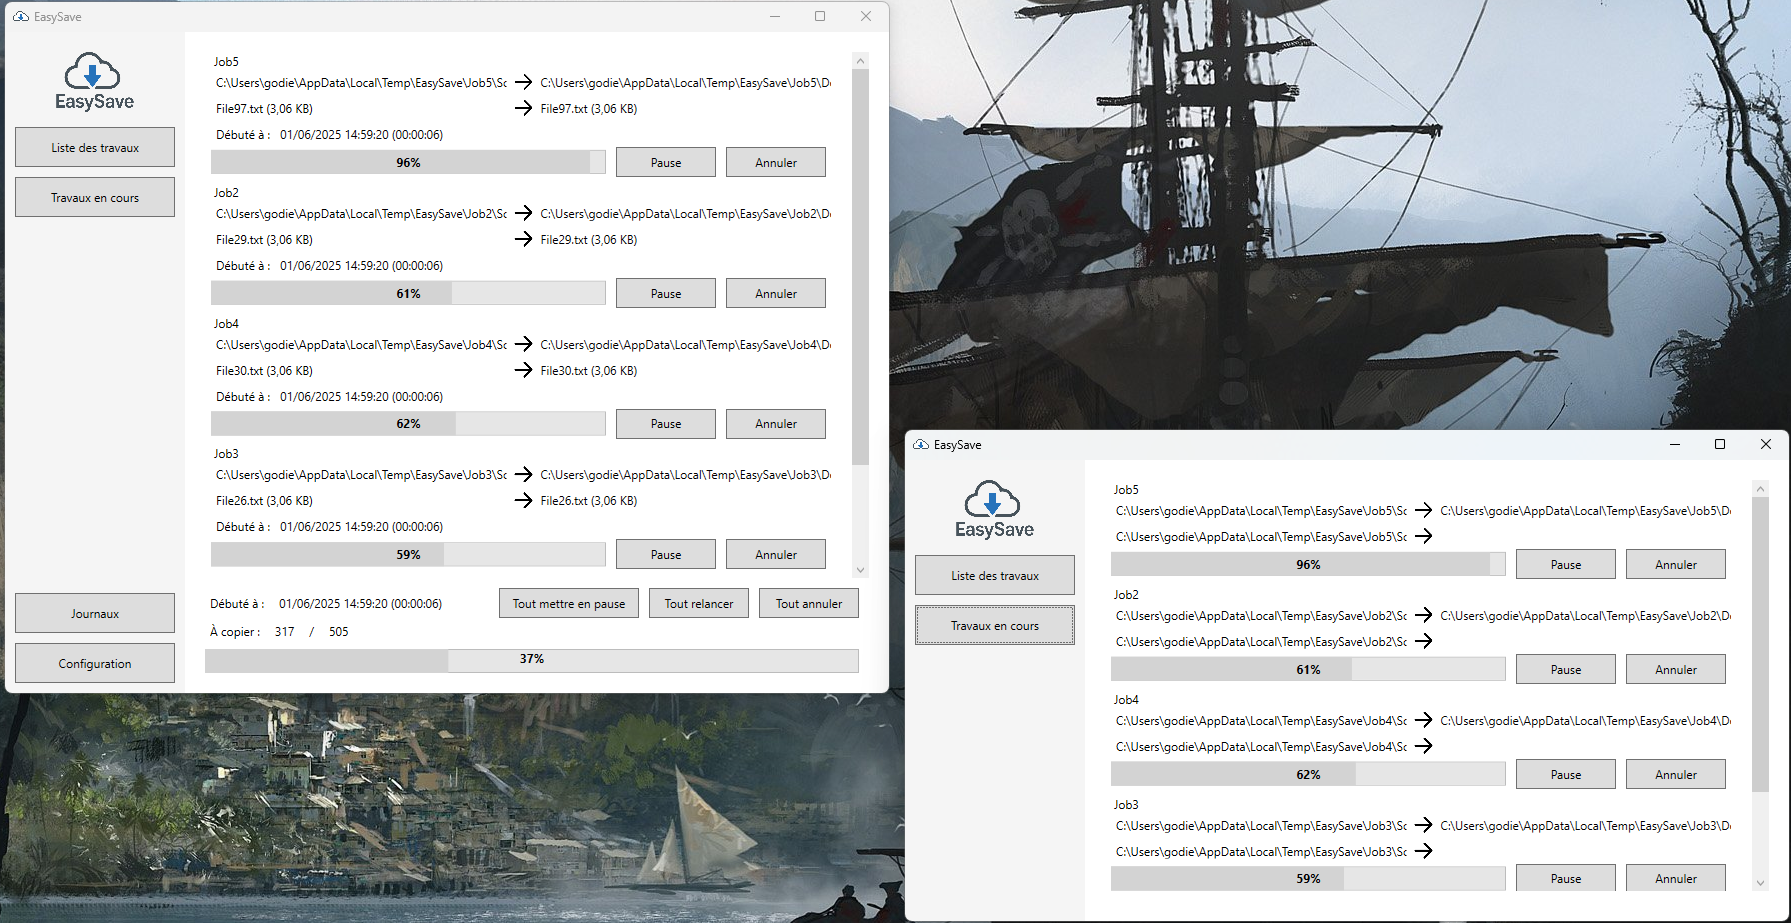 EasySave
EasySave
Liste des travaux
Travaux en cours
Journaux
Configuration
Job5
C:\Users\godie\AppData\Local\Temp\EasySave\Job5\Sc → C:\Users\godie\AppData\Local\Temp\EasySave\Job5\De
File97.txt (3,06 KB) → File97.txt (3,06 KB)
Débuté à : 01/06/2025 14:59:20 (00:00:06)
96% Pause Annuler
Job2
C:\Users\godie\AppData\Local\Temp\EasySave\Job2\Sc → C:\Users\godie\AppData\Local\Temp\EasySave\Job2\De
File29.txt (3,06 KB) → File29.txt (3,06 KB)
Débuté à : 01/06/2025 14:59:20 (00:00:06)
61% Pause Annuler
Job4
C:\Users\godie\AppData\Local\Temp\EasySave\Job4\Sc → C:\Users\godie\AppData\Local\Temp\EasySave\Job4\De
File30.txt (3,06 KB) → File30.txt (3,06 KB)
Débuté à : 01/06/2025 14:59:20 (00:00:06)
62% Pause Annuler
Job3
C:\Users\godie\AppData\Local\Temp\EasySave\Job3\Sc → C:\Users\godie\AppData\Local\Temp\EasySave\Job3\De
File26.txt (3,06 KB) → File26.txt (3,06 KB)
Débuté à : 01/06/2025 14:59:20 (00:00:06)
59% Pause Annuler
Débuté à : 01/06/2025 14:59:20 (00:00:06) Tout mettre en pause Tout relancer Tout annuler
À copier : 317 / 505
37%
EasySave
EasySave
Liste des travaux
Travaux en cours
Job5
C:\Users\godie\AppData\Local\Temp\EasySave\Job5\Sc → C:\Users\godie\AppData\Local\Temp\EasySave\Job5\De
C:\Users\godie\AppData\Local\Temp\EasySave\Job5\Sc →
96% Pause Annuler
Job2
C:\Users\godie\AppData\Local\Temp\EasySave\Job2\Sc → C:\Users\godie\AppData\Local\Temp\EasySave\Job2\De
C:\Users\godie\AppData\Local\Temp\EasySave\Job2\Sc →
61% Pause Annuler
Job4
C:\Users\godie\AppData\Local\Temp\EasySave\Job4\Sc → C:\Users\godie\AppData\Local\Temp\EasySave\Job4\De
C:\Users\godie\AppData\Local\Temp\EasySave\Job4\Sc →
62% Pause Annuler
Job3
C:\Users\godie\AppData\Local\Temp\EasySave\Job3\Sc → C:\Users\godie\AppData\Local\Temp\EasySave\Job3\De
C:\Users\godie\AppData\Local\Temp\EasySave\Job3\Sc →
59% Pause Annuler